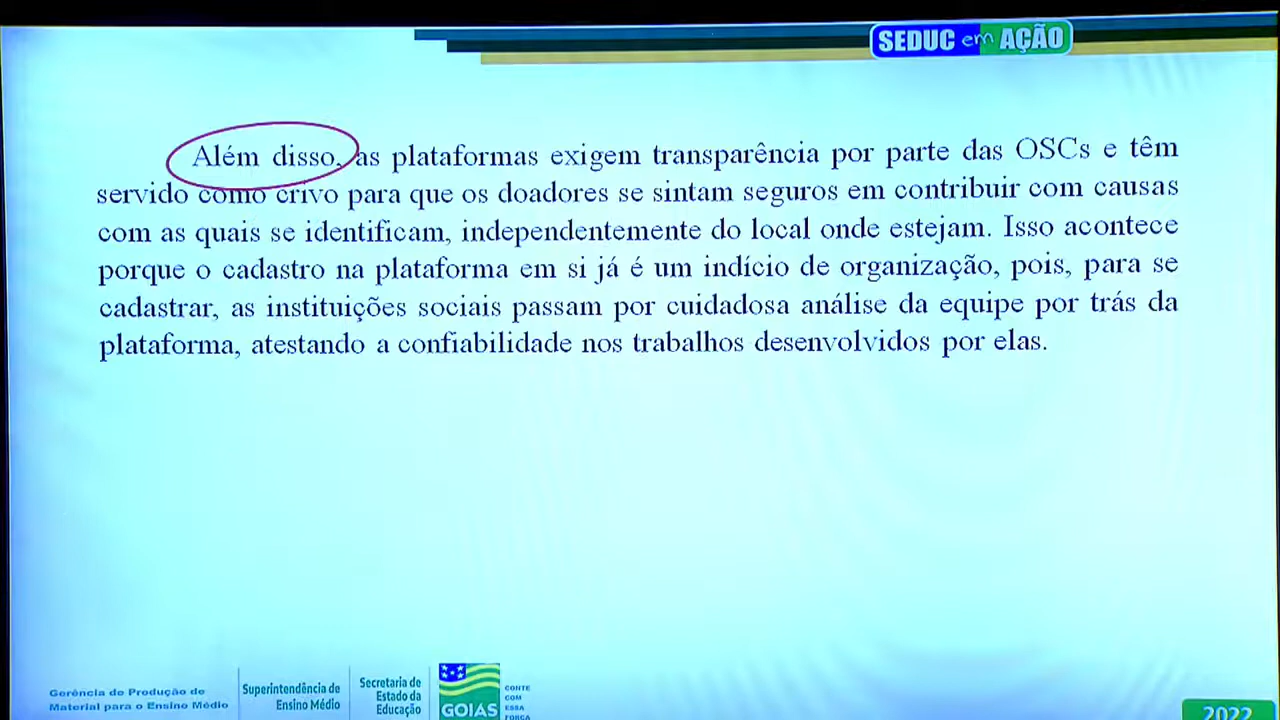 SEDUC em AÇÃO
Além disso, as plataformas exigem transparência por parte das OSCs e têm
servido como crivo para que os doadores se sintam seguros em contribuir com causas
com as quais se identificam, independentemente do local onde estejam. Isso acontece
porque o cadastro na plataforma em si já é um indício de organização, pois, para se
cadastrar, as instituições sociais passam por cuidadosa análise da equipe por trás da
plataforma, atestando a confiabilidade nos trabalhos desenvolvidos por elas.
Gerência de Produção de
Material para o Ensino Médio
Superintendência de
Ensino Médio
Secretaria de
Estado da
Educação
GOIÁS
CONTE
COM
ESSA
FORÇA
2022